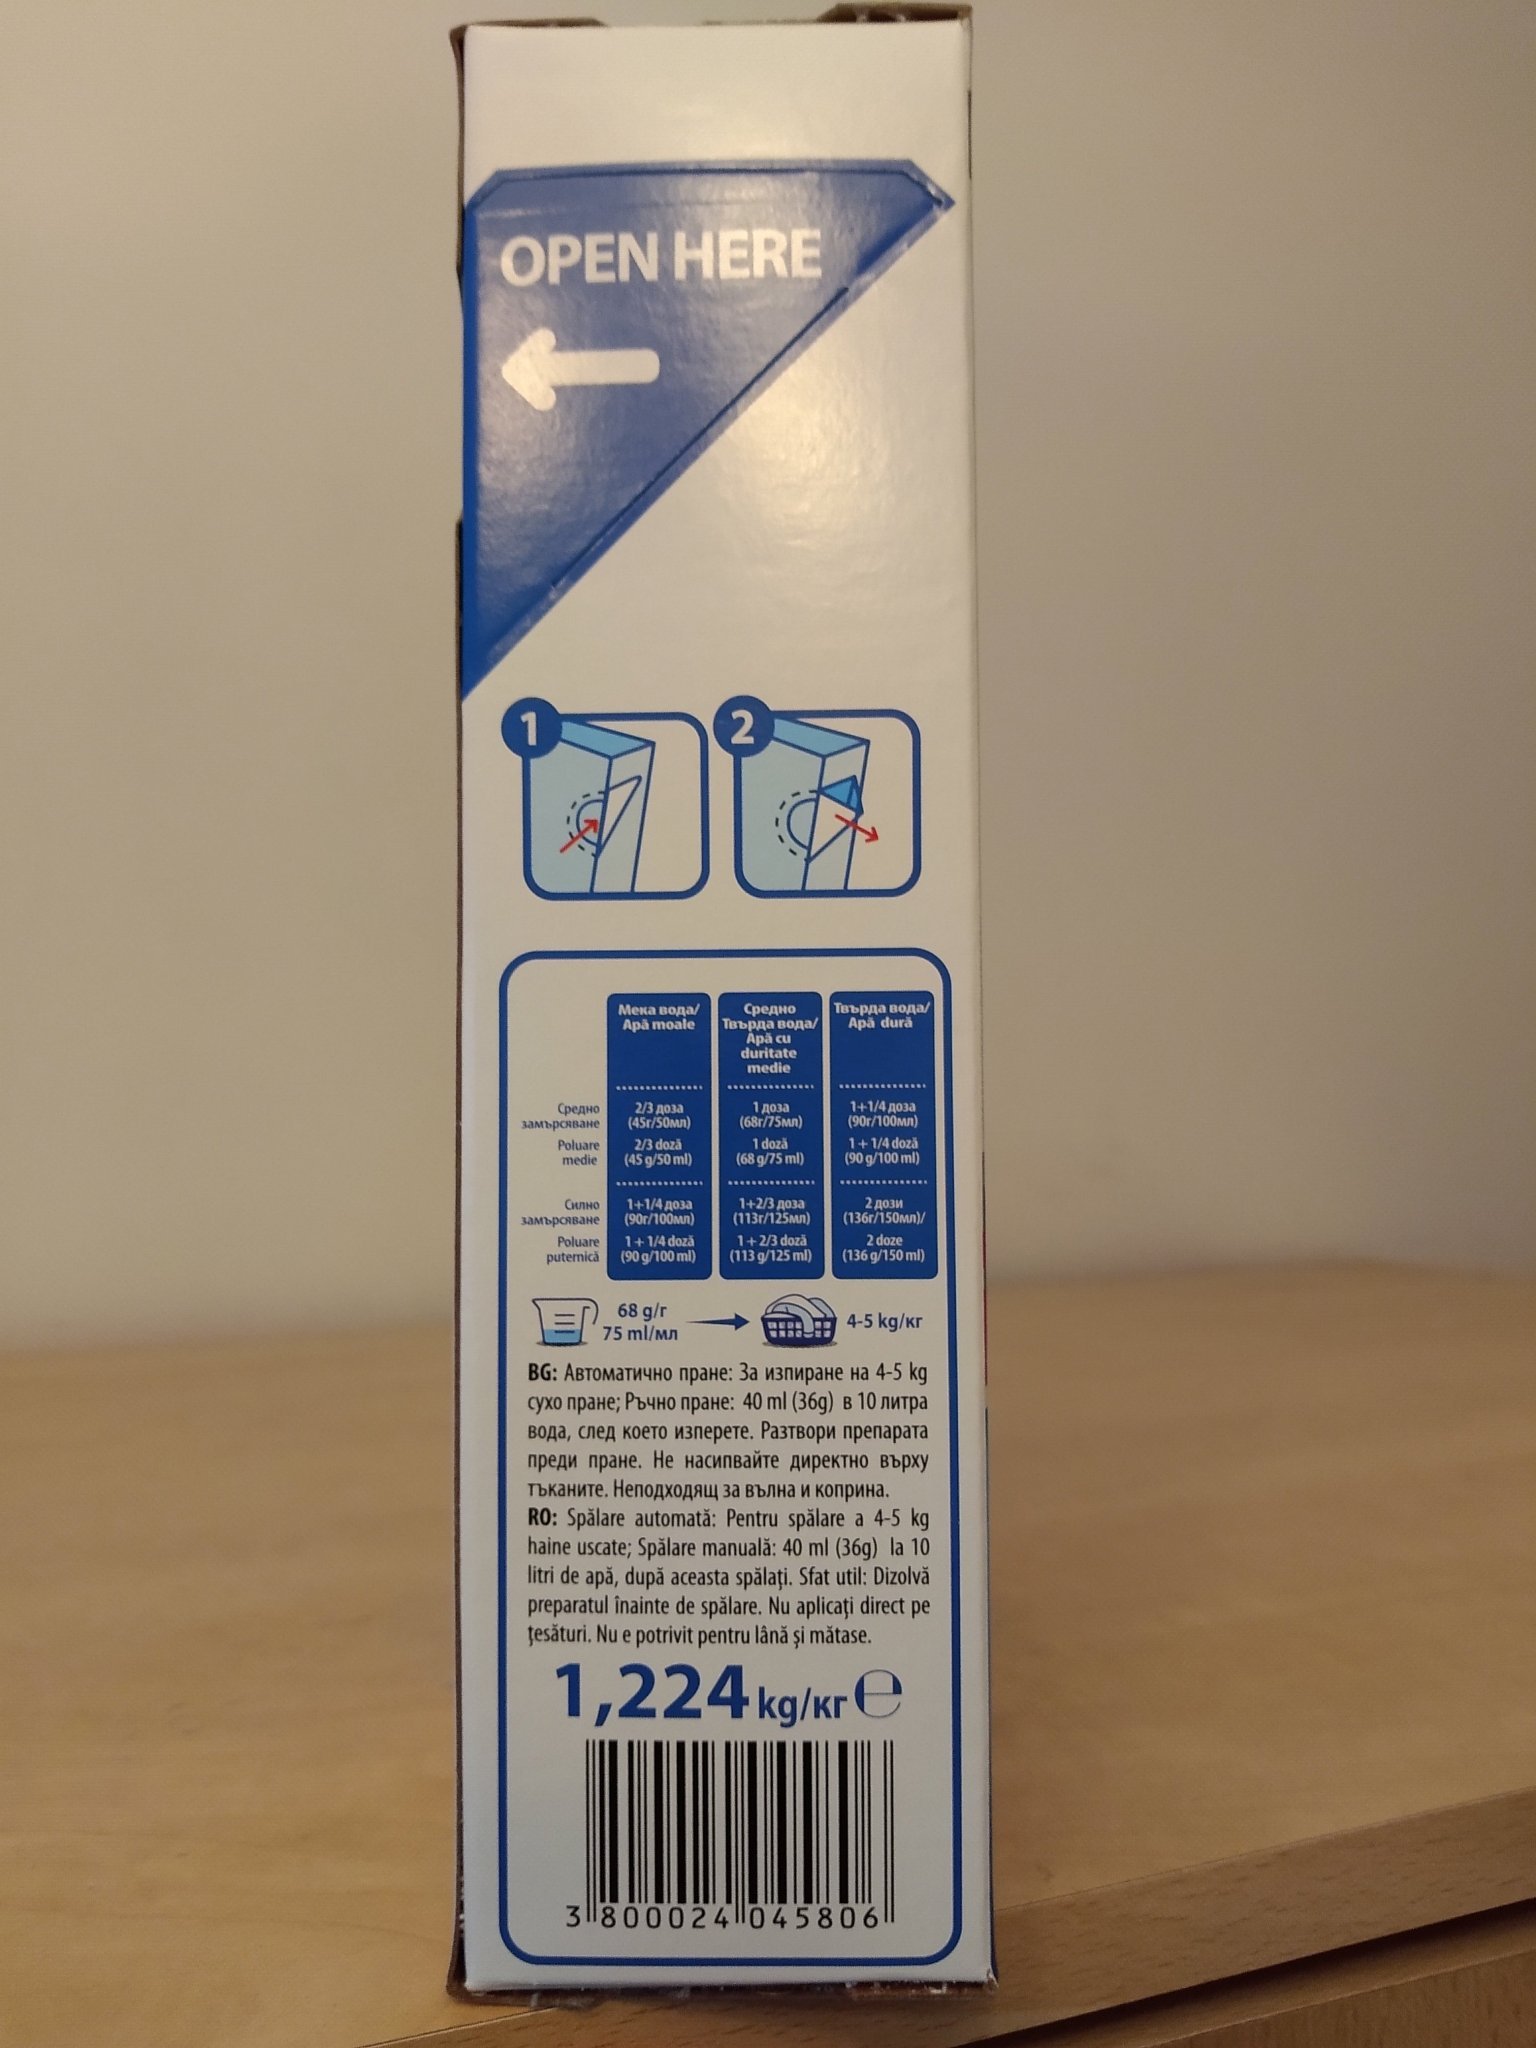 OPEN HERE
1
2
Мека вода/
Apă moale
Средно
Твърда вода/
Apă cu
duritate
medie
Твърда вода/
Apă dură
Средно
замърсяване
2/3 доза
(45г/50мл)
1 доза
(68г/75мл)
1+1/4 доза
(90г/100мл)
Poluare
medie
2/3 doză
(45 g/50 ml)
1 doză
(68 g/75 ml)
1 + 1/4 doză
(90 g/100 ml)
Силно
замърсяване
1+1/4 доза
(90г/100мл)
1+2/3 доза
(113г/125мл)
2 дози
(136г/150мл)/
Poluare
puternică
1 + 1/4 doză
(90 g/100 ml)
1 + 2/3 doză
(113 g/125 ml)
2 doze
(136 g/150 ml)
68 g/г
75 ml/мл
4-5 kg/кг
BG: Автоматично пране: За изпиране на 4-5 kg
сухо пране; Ръчно пране: 40 ml (36g) в 10 литра
вода, след което изперете. Разтвори препарата
преди пране. Не насипвайте директно върху
тъканите. Неподходящ за вълна и коприна.
RO: Spălare automată: Pentru spălare a 4-5 kg
haine uscate; Spălare manuală: 40 ml (36g) la 10
litri de apă, după aceasta spălați. Sfat util: Dizolvă
preparatul înainte de spălare. Nu aplicați direct pe
țesături. Nu e potrivit pentru lână și mătase.
1,224 kg/кг ℮
3 800024 045806